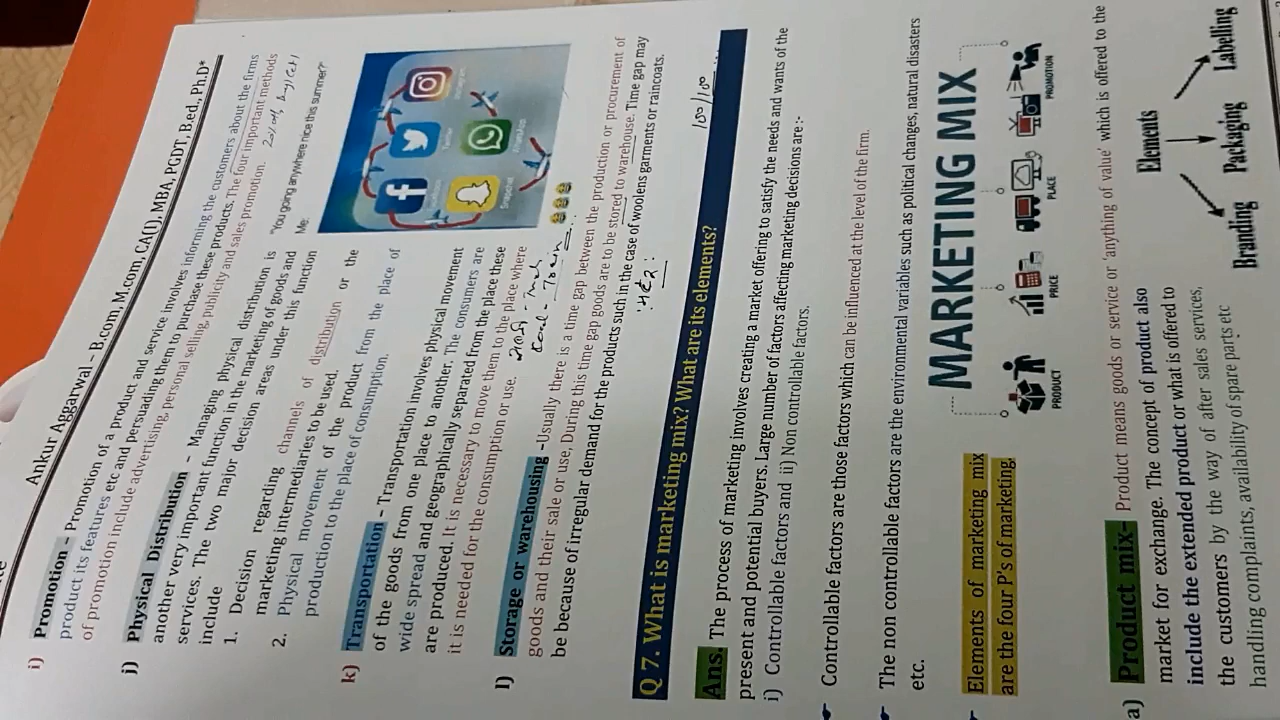 Ankur Aggarwal – B.com, M.com, CA(I), MBA, PGDT, B.ed., Ph.D*
i) Promotion – Promotion of a product and service involves informing the customers about the firms
product its features etc and persuading them to purchase these products. The four important methods
of promotion include advertising, personal selling, publicity and sales promotion.
j) Physical Distribution – Managing physical distribution is
another very important function in the marketing of goods and
services. The two major decision areas under this function
include
1. Decision regarding channels of distribution or the
marketing intermediaries to be used.
2. Physical movement of the product from the place of
production to the place of consumption.
"You going anywhere nice this summer?"
Me:
Snapchat
k) Transportation – Transportation involves physical movement
of the goods from one place to another. The consumers are
wide spread and geographically separated from the place these
are produced. It is necessary to move them to the place where
it is needed for the consumption or use.
l) Storage or warehousing -Usually there is a time gap between the production or procurement of
goods and their sale or use, During this time gap goods are to be stored to warehouse. Time gap may
be because of irregular demand for the products such in the case of woolens garments or raincoats.
Q 7. What is marketing mix? What are its elements?
100/100
Ans. The process of marketing involves creating a market offering to satisfy the needs and wants of the
present and potential buyers. Large number of factors affecting marketing decisions are:-
i) Controllable factors and ii) Non controllable factors.
Controllable factors are those factors which can be influenced at the level of the firm.
The non controllable factors are the environmental variables such as political changes, natural disasters
etc.
Elements of marketing mix
are the four P's of marketing.
MARKETING MIX
PRODUCT PRICE PLACE PROMOTION
a) Product mix– Product means goods or service or 'anything of value' which is offered to the
market for exchange. The concept of product also
include the extended product or what is offered to
the customers by the way of after sales services,
handling complaints, availability of spare parts etc
Elements
Branding Packaging Labelling